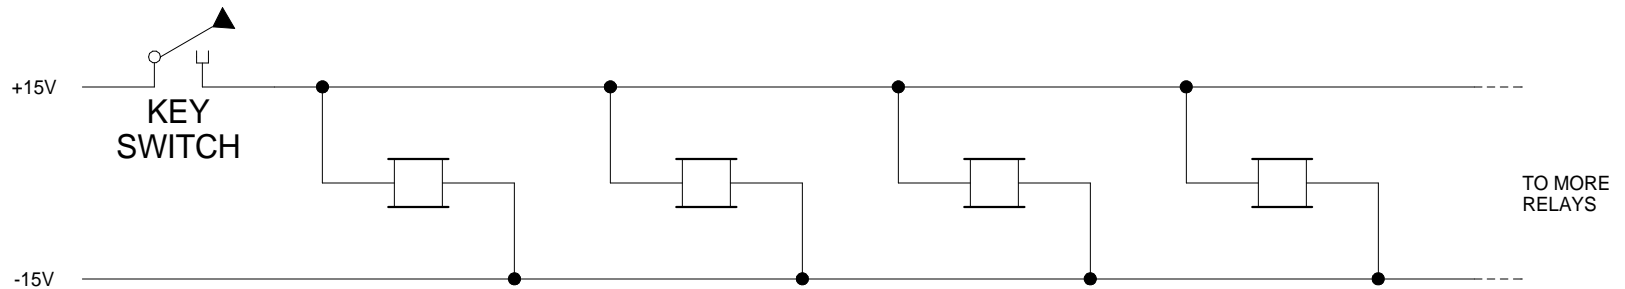 +15V
KEY
SWITCH
TO MORE
RELAYS
-15V